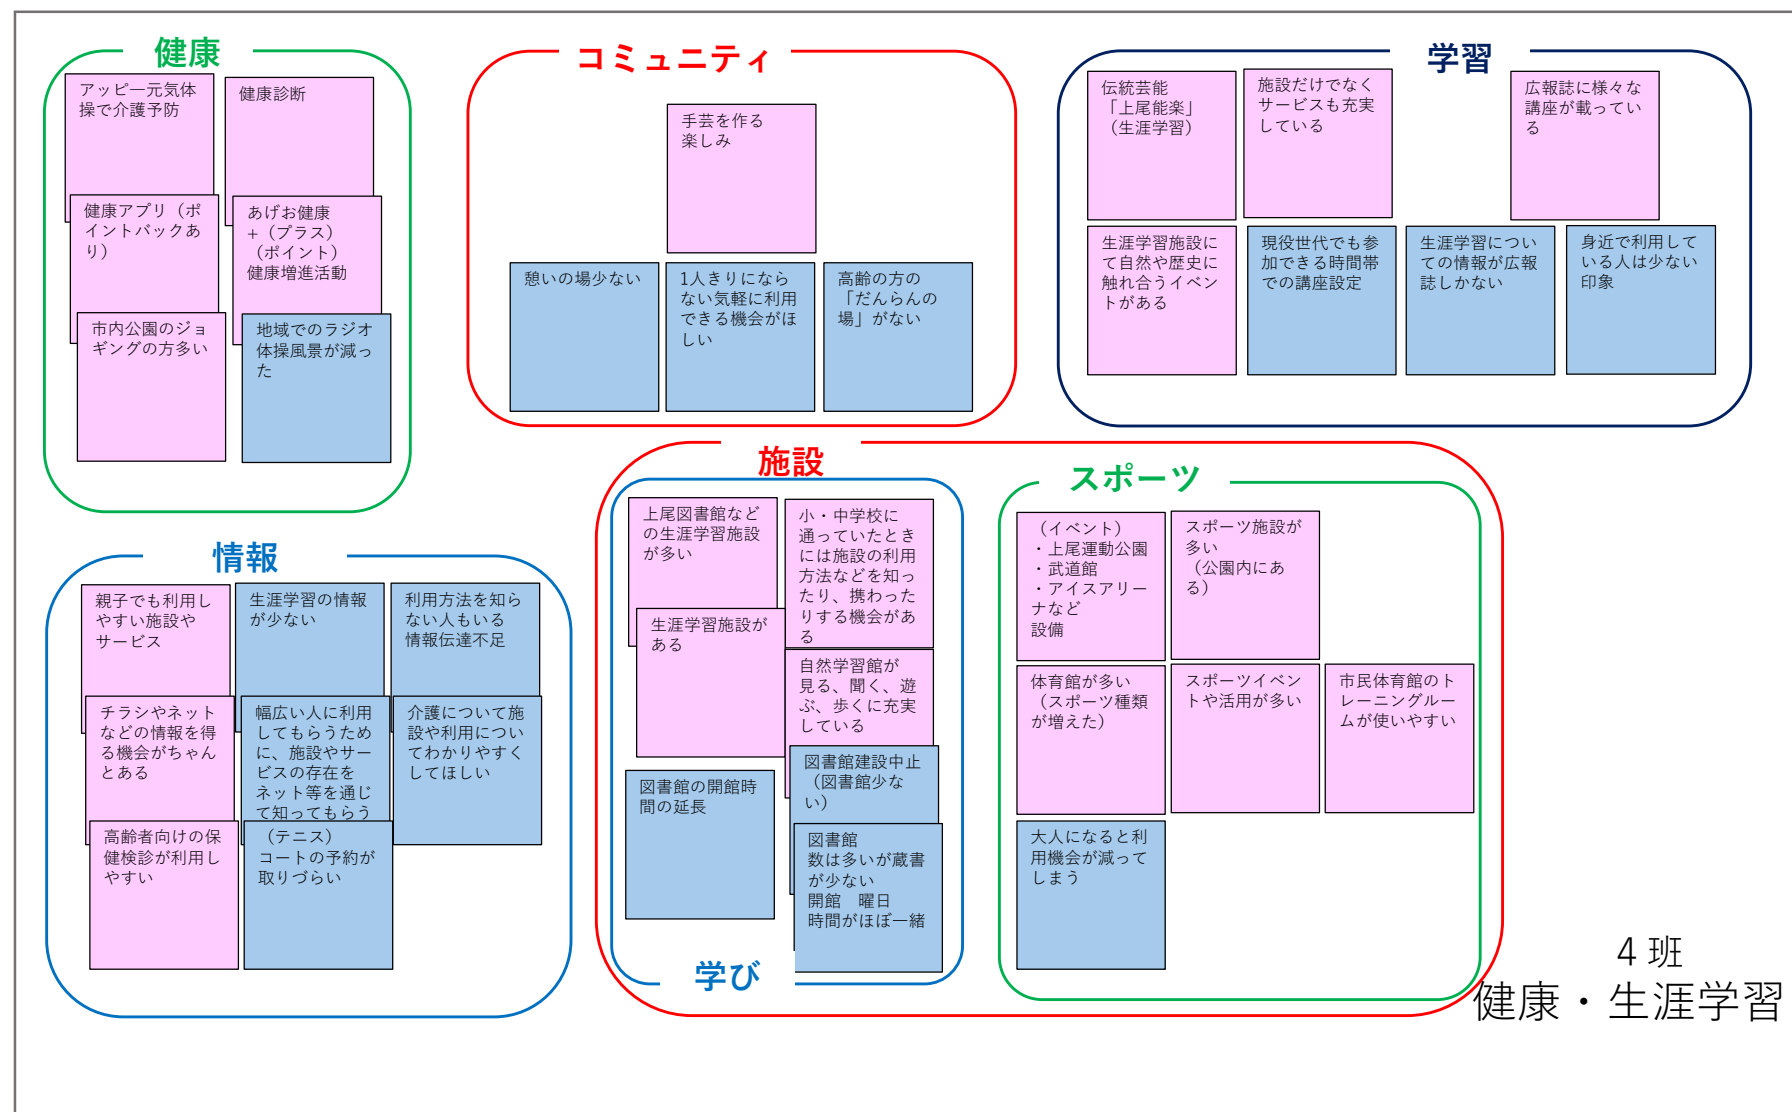 健康
アッピー元気体
操で介護予防
健康診断
健康アプリ（ポ
イントバックあ
り）
あげお健康
+（プラス）
（ポイント）
健康増進活動
市内公園のジョ
ギングの方多い
地域でのラジオ
体操風景が減っ
た
コミュニティ
手芸を作る
楽しみ
憩いの場少ない
1人きりになら
ない気軽に利用
できる機会がほ
しい
高齢の方の
「だんらんの
場」がない
学習
伝統芸能
「上尾能楽」
（生涯学習）
施設だけでなく
サービスも充実
している
広報誌に様々な
講座が載ってい
る
生涯学習施設に
て自然や歴史に
触れ合うイベン
トがある
現役世代でも参
加できる時間帯
での講座設定
生涯学習につい
ての情報が広報
誌しかない
身近で利用して
いる人は少ない
印象
情報
親子でも利用し
やすい施設や
サービス
生涯学習の情報
が少ない
利用方法を知ら
ない人もいる
情報伝達不足
チラシやネット
などの情報を得
る機会がちゃん
とある
幅広い人に利用
してもらうため
に、施設やサー
ビスの存在を
ネット等を通じ
て知ってもらう
介護について施
設や利用につい
てわかりやすく
してほしい
高齢者向けの保
健検診が利用し
やすい
（テニス）
コートの予約が
取りづらい
施設
上尾図書館など
の生涯学習施設
が多い
小・中学校に
通っていたとき
には施設の利用
方法などを知っ
たり、携わった
りする機会があ
る
生涯学習施設が
ある
自然学習館が
見る、聞く、遊
ぶ、歩くに充実
している
図書館の開館時
間の延長
図書館建設中止
（図書館少な
い）
図書館
数は多いが蔵書
が少ない
開館　曜日
時間がほぼ一緒
学び
スポーツ
（イベント）
・上尾運動公園
・武道館
・アイスアリー
ナなど
設備
スポーツ施設が
多い
（公園内にあ
る）
体育館が多い
（スポーツ種類
が増えた）
スポーツイベン
トや活用が多い
市民体育館のト
レーニングルー
ムが使いやすい
大人になると利
用機会が減って
しまう
４班
健康・生涯学習